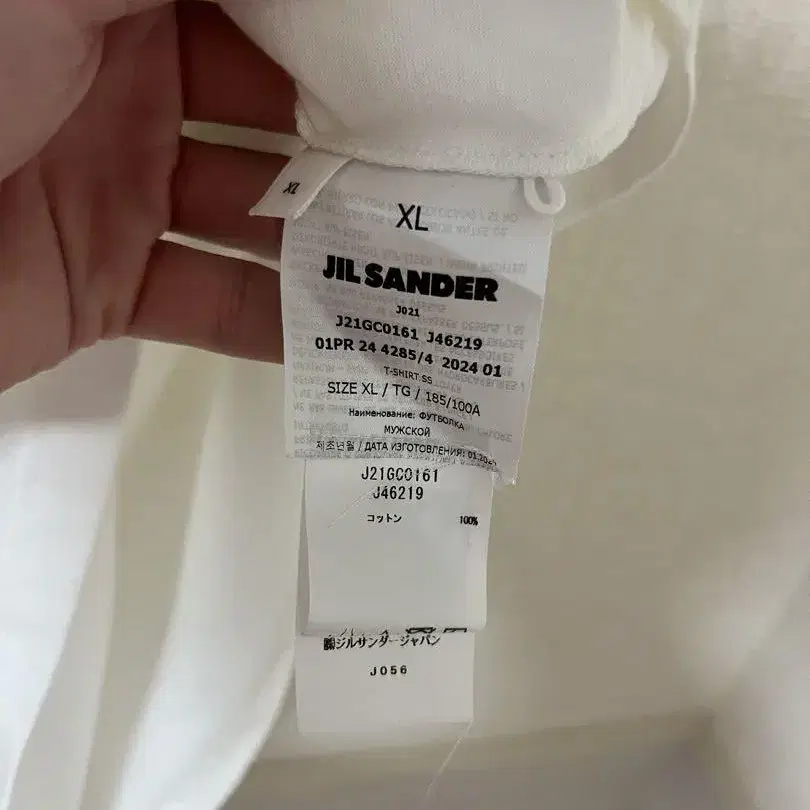 XL
XL
JIL SANDER
J021
J21GC0161 J46219
01PR 24 4285/4 2024 01
T-SHIRT SS
SIZE XL / TG / 185/100A
Наименование: ФУТБОЛКА
МУЖСКОЙ
제조년월 / ДАТА ИЗГОТОВЛЕНИЯ: 01.2024
J21GC0161
J46219
コットン 100%
㈱ジルサンダージャパン
J056